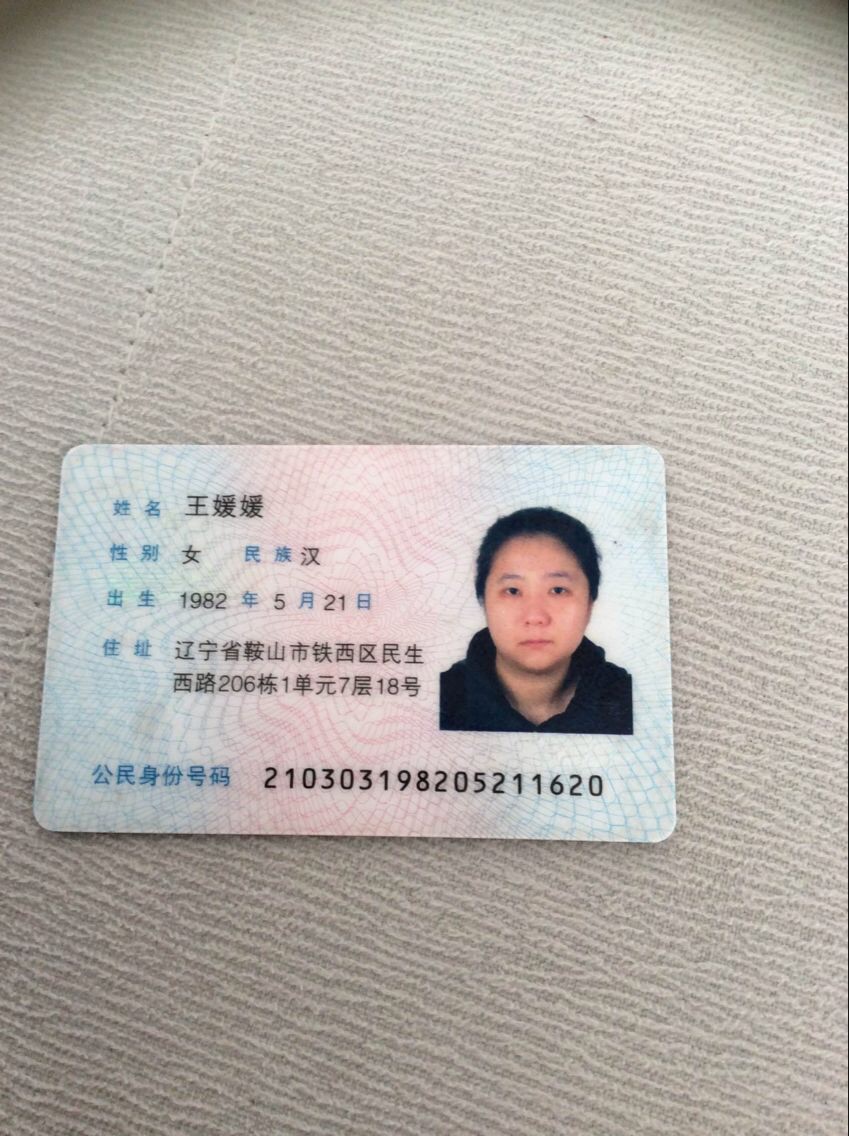 姓名 王媛媛
性别 女 民族 汉
出生 1982 年 5 月 21 日
住址 辽宁省鞍山市铁西区民生
西路206栋1单元7层18号
公民身份号码 210303198205211620